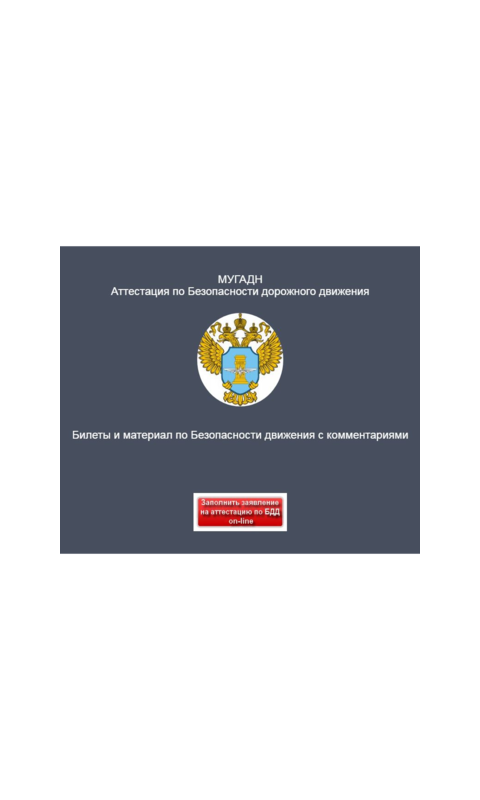 МУГАДН
Аттестация по Безопасности дорожного движения
Билеты и материал по Безопасности движения с комментариями
Заполнить заявление
на аттестацию по БДД
on-line